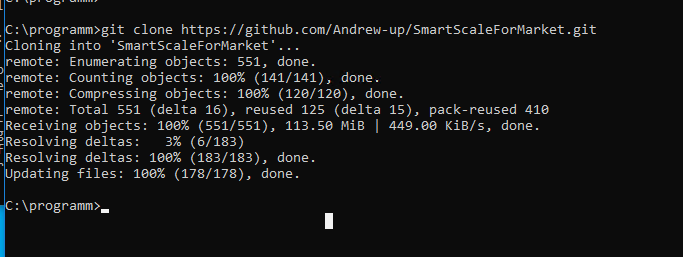 C:\programm>git clone https://github.com/Andrew-up/SmartScaleForMarket.git
Cloning into 'SmartScaleForMarket'...
remote: Enumerating objects: 551, done.
remote: Counting objects: 100% (141/141), done.
remote: Compressing objects: 100% (120/120), done.
remote: Total 551 (delta 16), reused 125 (delta 15), pack-reused 410
Receiving objects: 100% (551/551), 113.50 MiB | 449.00 KiB/s, done.
Resolving deltas:   3% (6/183)
Resolving deltas: 100% (183/183), done.
Updating files: 100% (178/178), done.
C:\programm>